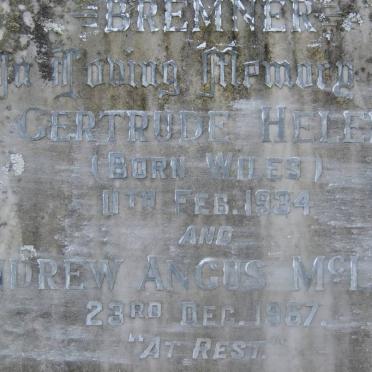 =BREMNER=
In Loving Memory
GERTRUDE HELE
(BORN WILES)
11TH FEB. 1934
AND
DREW ANGUS MCL
23RD DEC. 1967.
"AT REST."